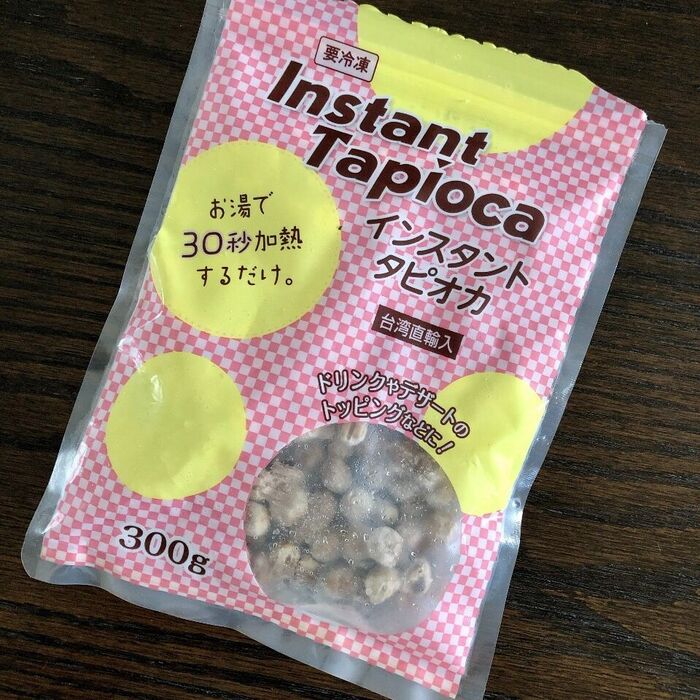 要冷凍
Instant
Tapioca
インスタント
タピオカ
お湯で
30秒加熱
するだけ。
台湾直輸入
ドリンクやデザートの
トッピングなどに!
300g